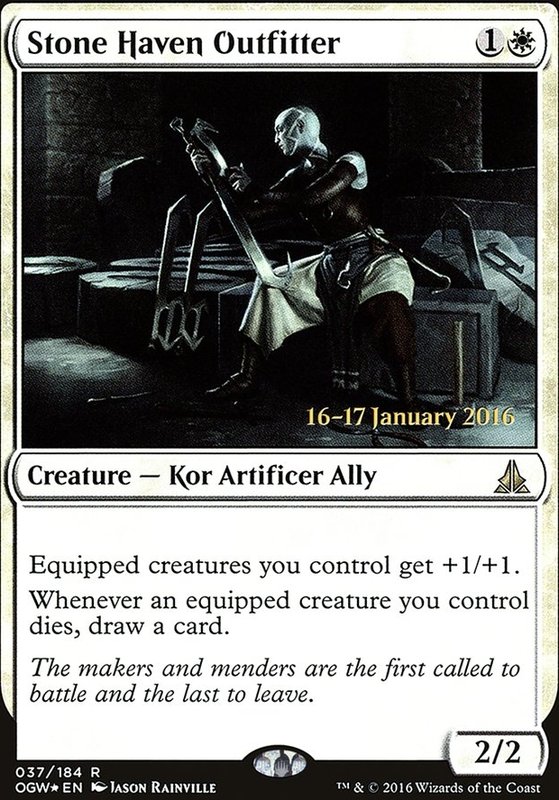 Stone Haven Outfitter 1
16–17 January 2016
Creature — Kor Artificer Ally
Equipped creatures you control get +1/+1.
Whenever an equipped creature you control
dies, draw a card.
The makers and menders are the first called to
battle and the last to leave.
2/2
037/184 R
OGW★EN Jason Rainville
™ & © 2016 Wizards of the Coast